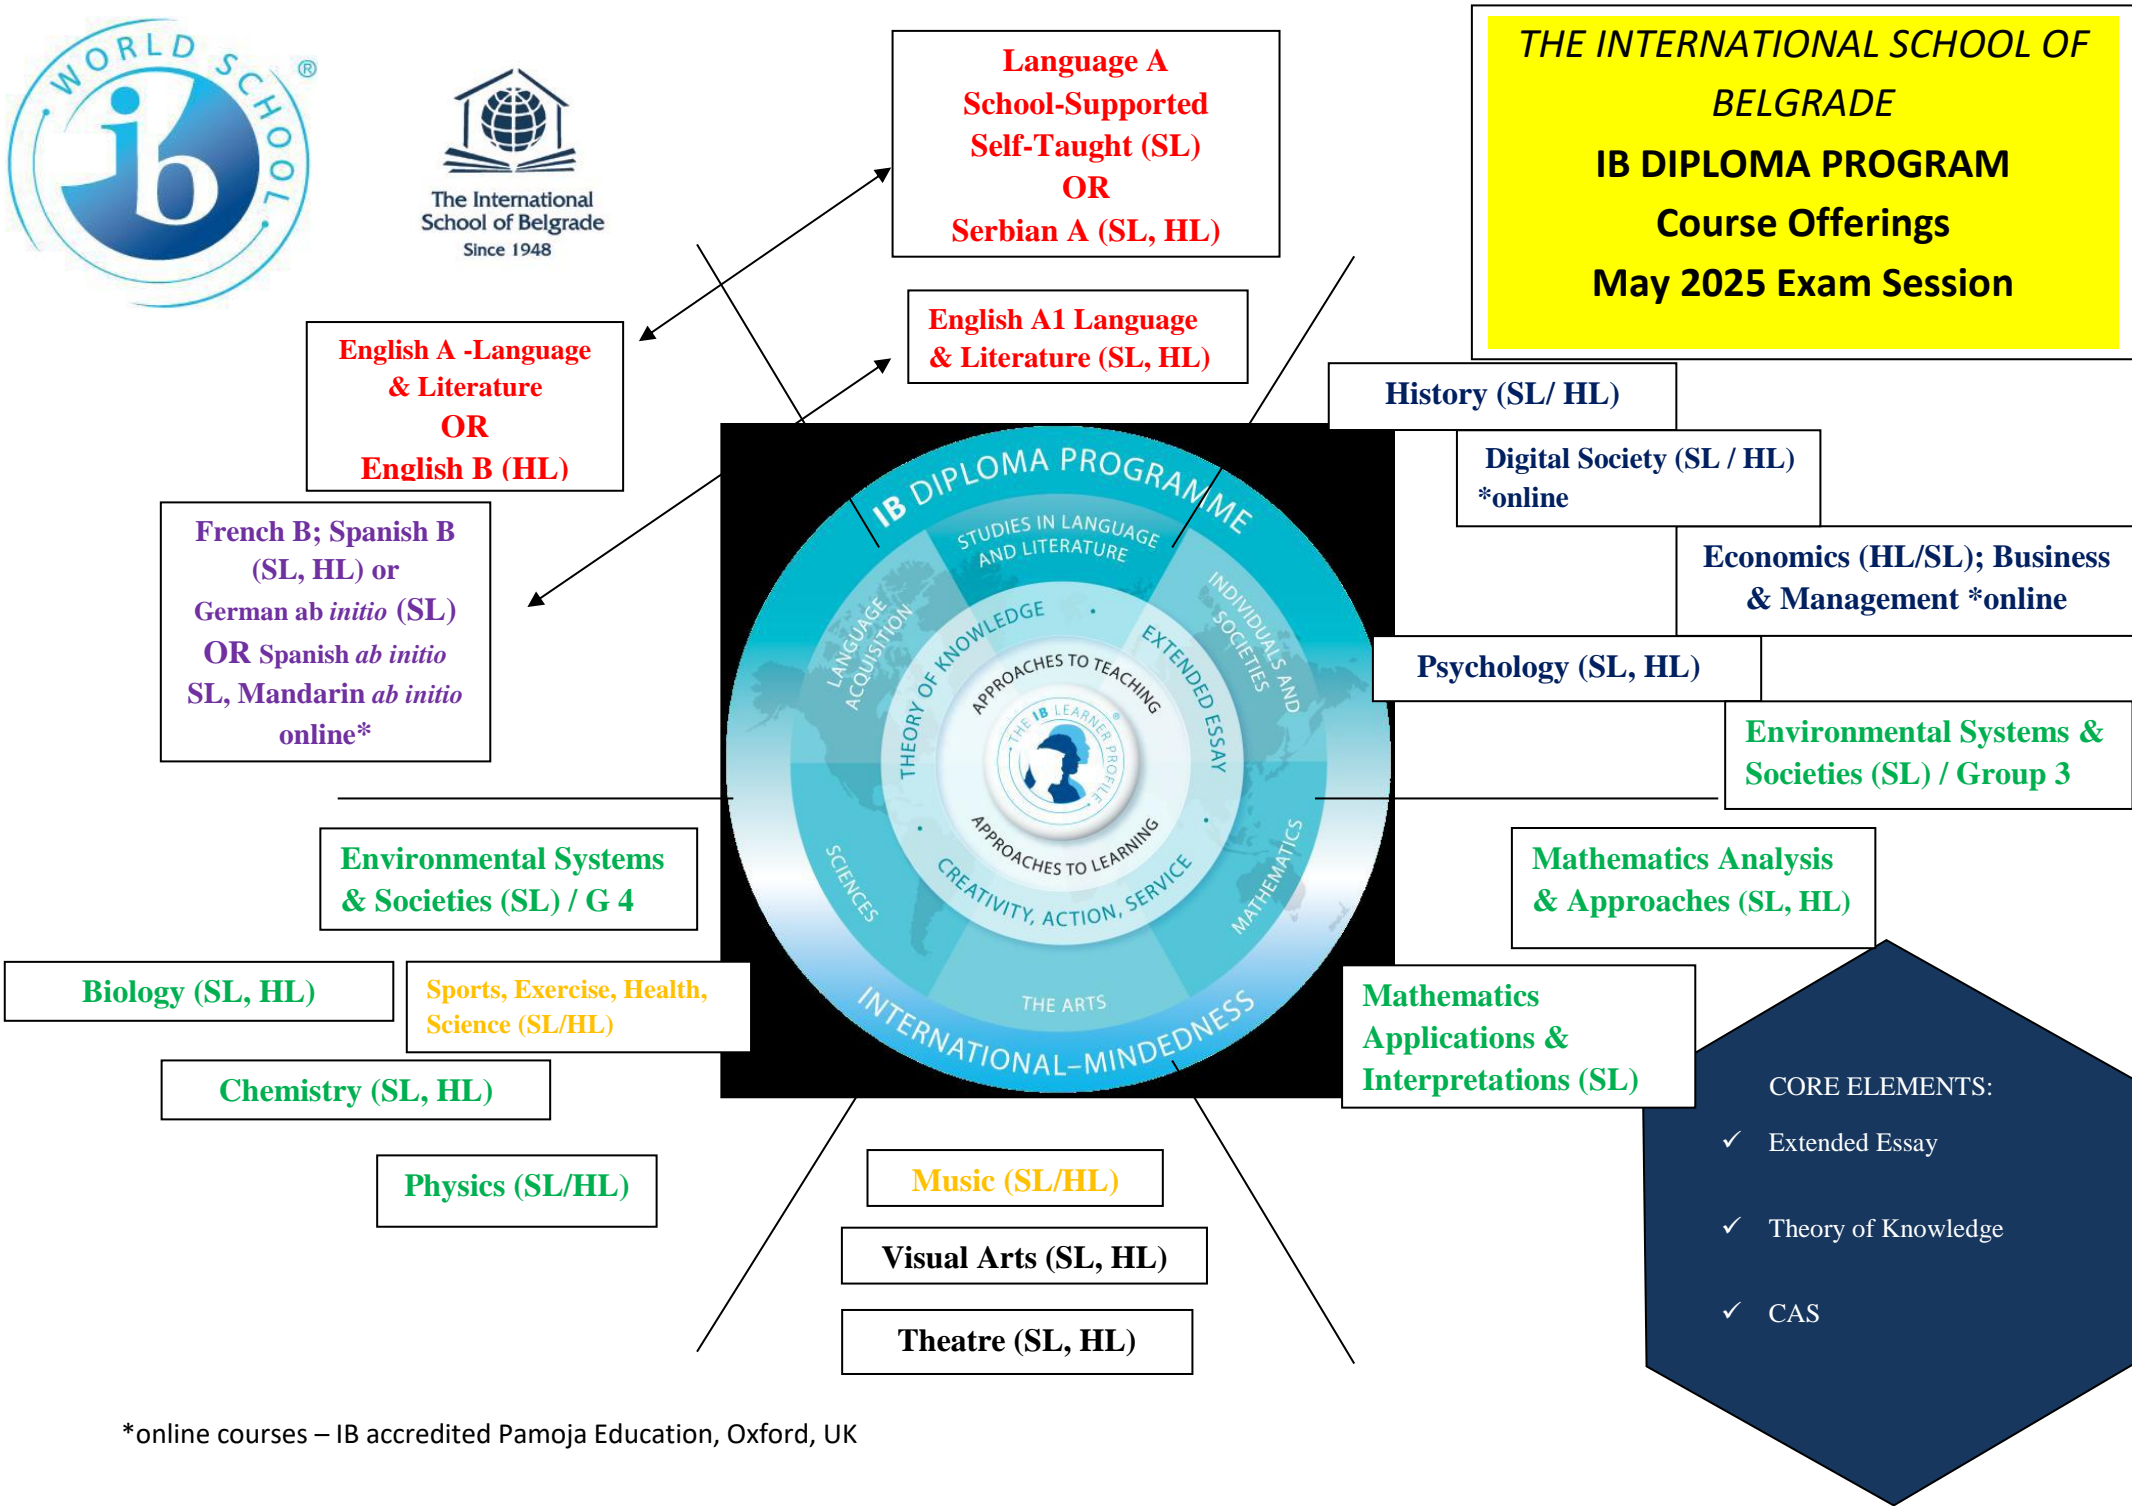 WORLD SCHOOL ®
ib
The International
School of Belgrade
Since 1948
Language A
School-Supported
Self-Taught (SL)
OR
Serbian A (SL, HL)
THE INTERNATIONAL SCHOOL OF
BELGRADE
IB DIPLOMA PROGRAM
Course Offerings
May 2025 Exam Session
English A -Language
& Literature
OR
English B (HL)
English A1 Language
& Literature (SL, HL)
History (SL/ HL)
Digital Society (SL / HL)
*online
French B; Spanish B
(SL, HL) or
German ab initio (SL)
OR Spanish ab initio
SL, Mandarin ab initio
online*
Economics (HL/SL); Business
& Management *online
Psychology (SL, HL)
Environmental Systems &
Societies (SL) / Group 3
IB DIPLOMA PROGRAMME
STUDIES IN LANGUAGE
AND LITERATURE
LANGUAGE
ACQUISITION
INDIVIDUALS AND
SOCIETIES
THEORY OF KNOWLEDGE
EXTENDED ESSAY
APPROACHES TO TEACHING
THE IB LEARNER PROFILE ®
APPROACHES TO LEARNING
CREATIVITY, ACTION, SERVICE
SCIENCES
MATHEMATICS
THE ARTS
INTERNATIONAL–MINDEDNESS
Environmental Systems
& Societies (SL) / G 4
Mathematics Analysis
& Approaches (SL, HL)
Biology (SL, HL)
Sports, Exercise, Health,
Science (SL/HL)
Mathematics
Applications &
Interpretations (SL)
Chemistry (SL, HL)
Physics (SL/HL)
Music (SL/HL)
Visual Arts (SL, HL)
Theatre (SL, HL)
CORE ELEMENTS:
✓ Extended Essay
✓ Theory of Knowledge
✓ CAS
*online courses – IB accredited Pamoja Education, Oxford, UK